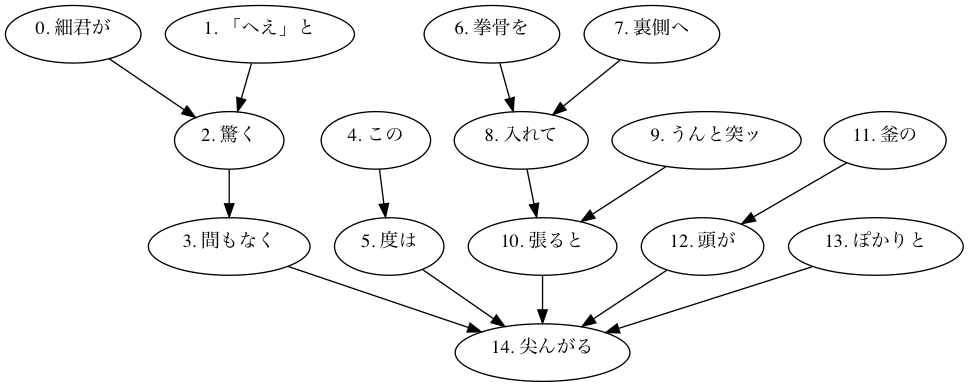 0. 細君が
1. 「へえ」と
6. 拳骨を
7. 裏側へ
2. 驚く
4. この
8. 入れて
9. うんと突ッ
11. 釜の
3. 間もなく
5. 度は
10. 張ると
12. 頭が
13. ぽかりと
14. 尖んがる